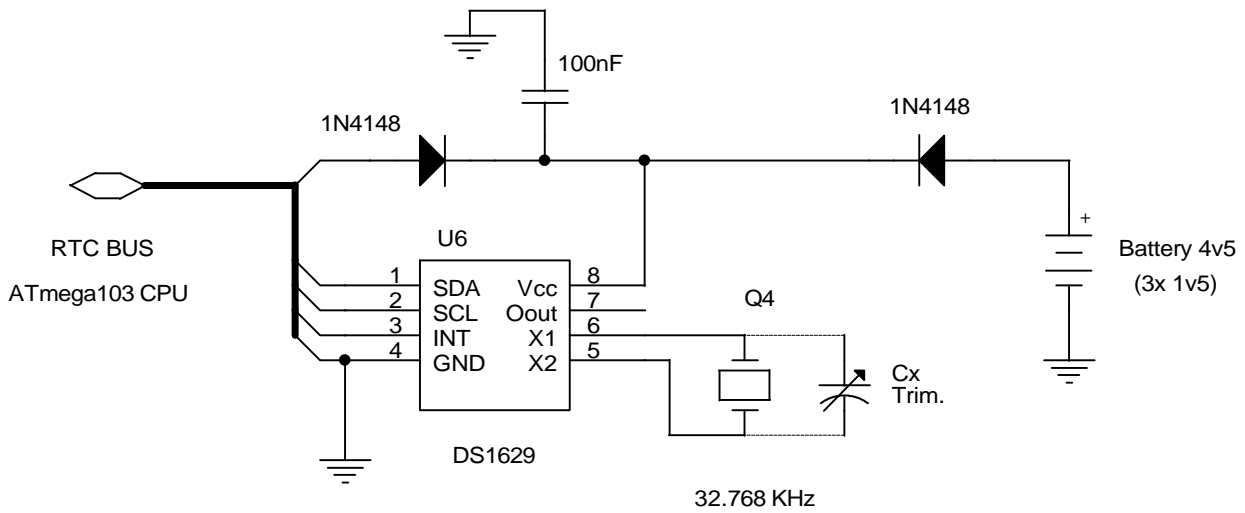 100nF
1N4148
1N4148
RTC BUS
ATmega103 CPU
U6
+
Battery 4v5
(3x 1v5)
1 SDA Vcc 8
2 SCL Oout 7
3 INT X1 6
4 GND X2 5
Q4
Cx
Trim.
DS1629
32.768 KHz